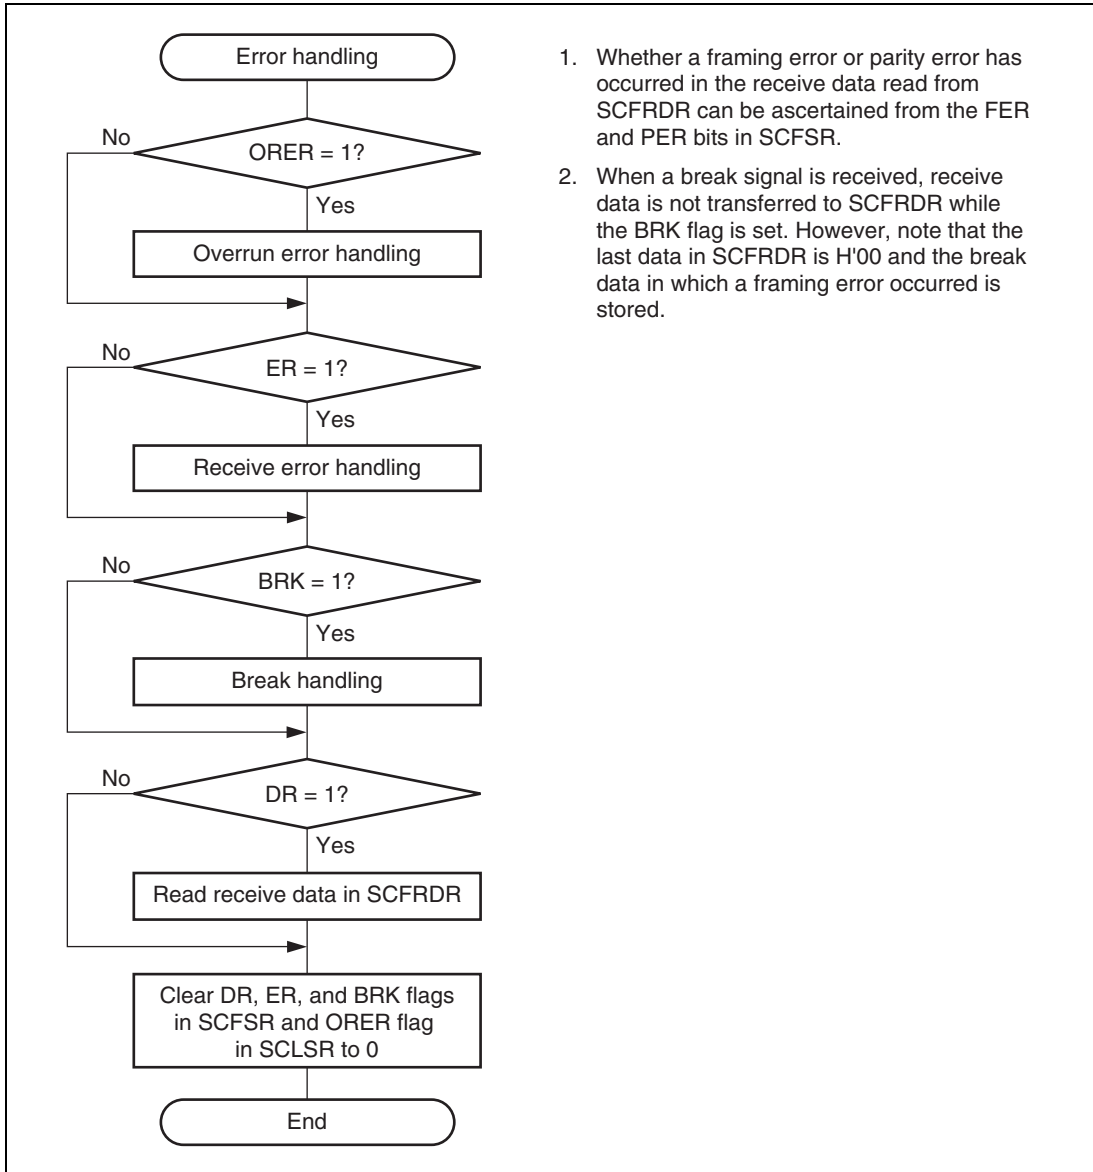 Error handling
No
ORER = 1?
Yes
Overrun error handling
No
ER = 1?
Yes
Receive error handling
No
BRK = 1?
Yes
Break handling
No
DR = 1?
Yes
Read receive data in SCFRDR
Clear DR, ER, and BRK flags
in SCFSR and ORER flag
in SCLSR to 0
End
1. Whether a framing error or parity error has
occurred in the receive data read from
SCFRDR can be ascertained from the FER
and PER bits in SCFSR.
2. When a break signal is received, receive
data is not transferred to SCFRDR while
the BRK flag is set. However, note that the
last data in SCFRDR is H'00 and the break
data in which a framing error occurred is
stored.